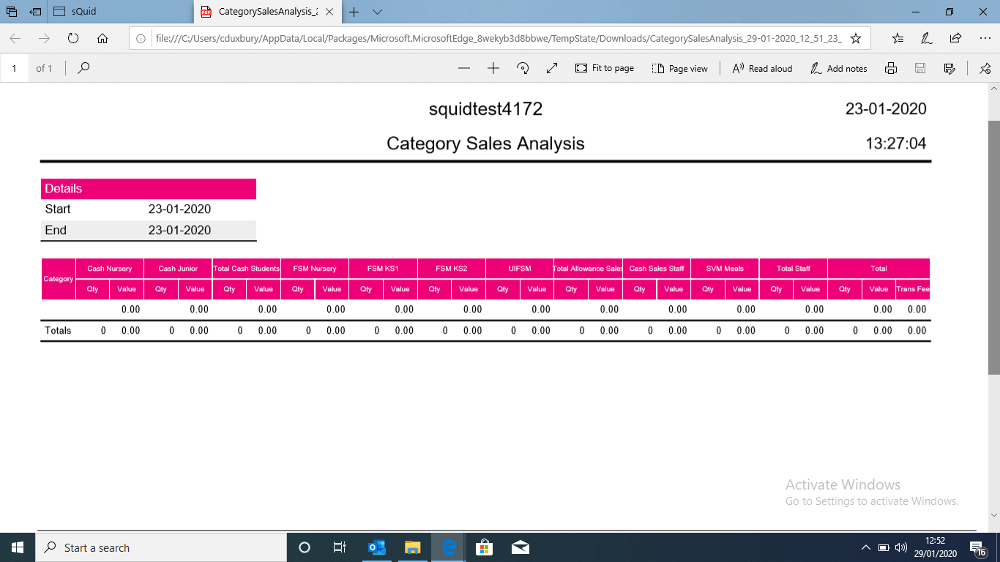 sQuid
CategorySalesAnalysis_2
file:///C:/Users/cduxbury/AppData/Local/Packages/Microsoft.MicrosoftEdge_8wekyb3d8bbwe/TempState/Downloads/CategorySalesAnalysis_29-01-2020_12_51_23_
1 of 1 Fit to page Page view Read aloud Add notes
squidtest4172 23-01-2020
Category Sales Analysis 13:27:04
Details
Start 23-01-2020
End 23-01-2020
Category Cash Nursery Cash Junior Total Cash Students FSM Nursery FSM KS1 FSM KS2 UIFSM Total Allowance Sales Cash Sales Staff SVM Meals Total Staff Total
Qty Value Qty Value Qty Value Qty Value Qty Value Qty Value Qty Value Qty Value Qty Value Qty Value Qty Value Qty Value Trans Fee
0.00 0.00 0.00 0.00 0.00 0.00 0.00 0.00 0.00 0.00 0.00 0.00 0.00
Totals 0 0.00 0 0.00 0 0.00 0 0.00 0 0.00 0 0.00 0 0.00 0 0.00 0 0.00 0 0.00 0 0.00 0 0.00 0.00
Activate Windows
Go to Settings to activate Windows.
Start a search
12:52
29/01/2020
16